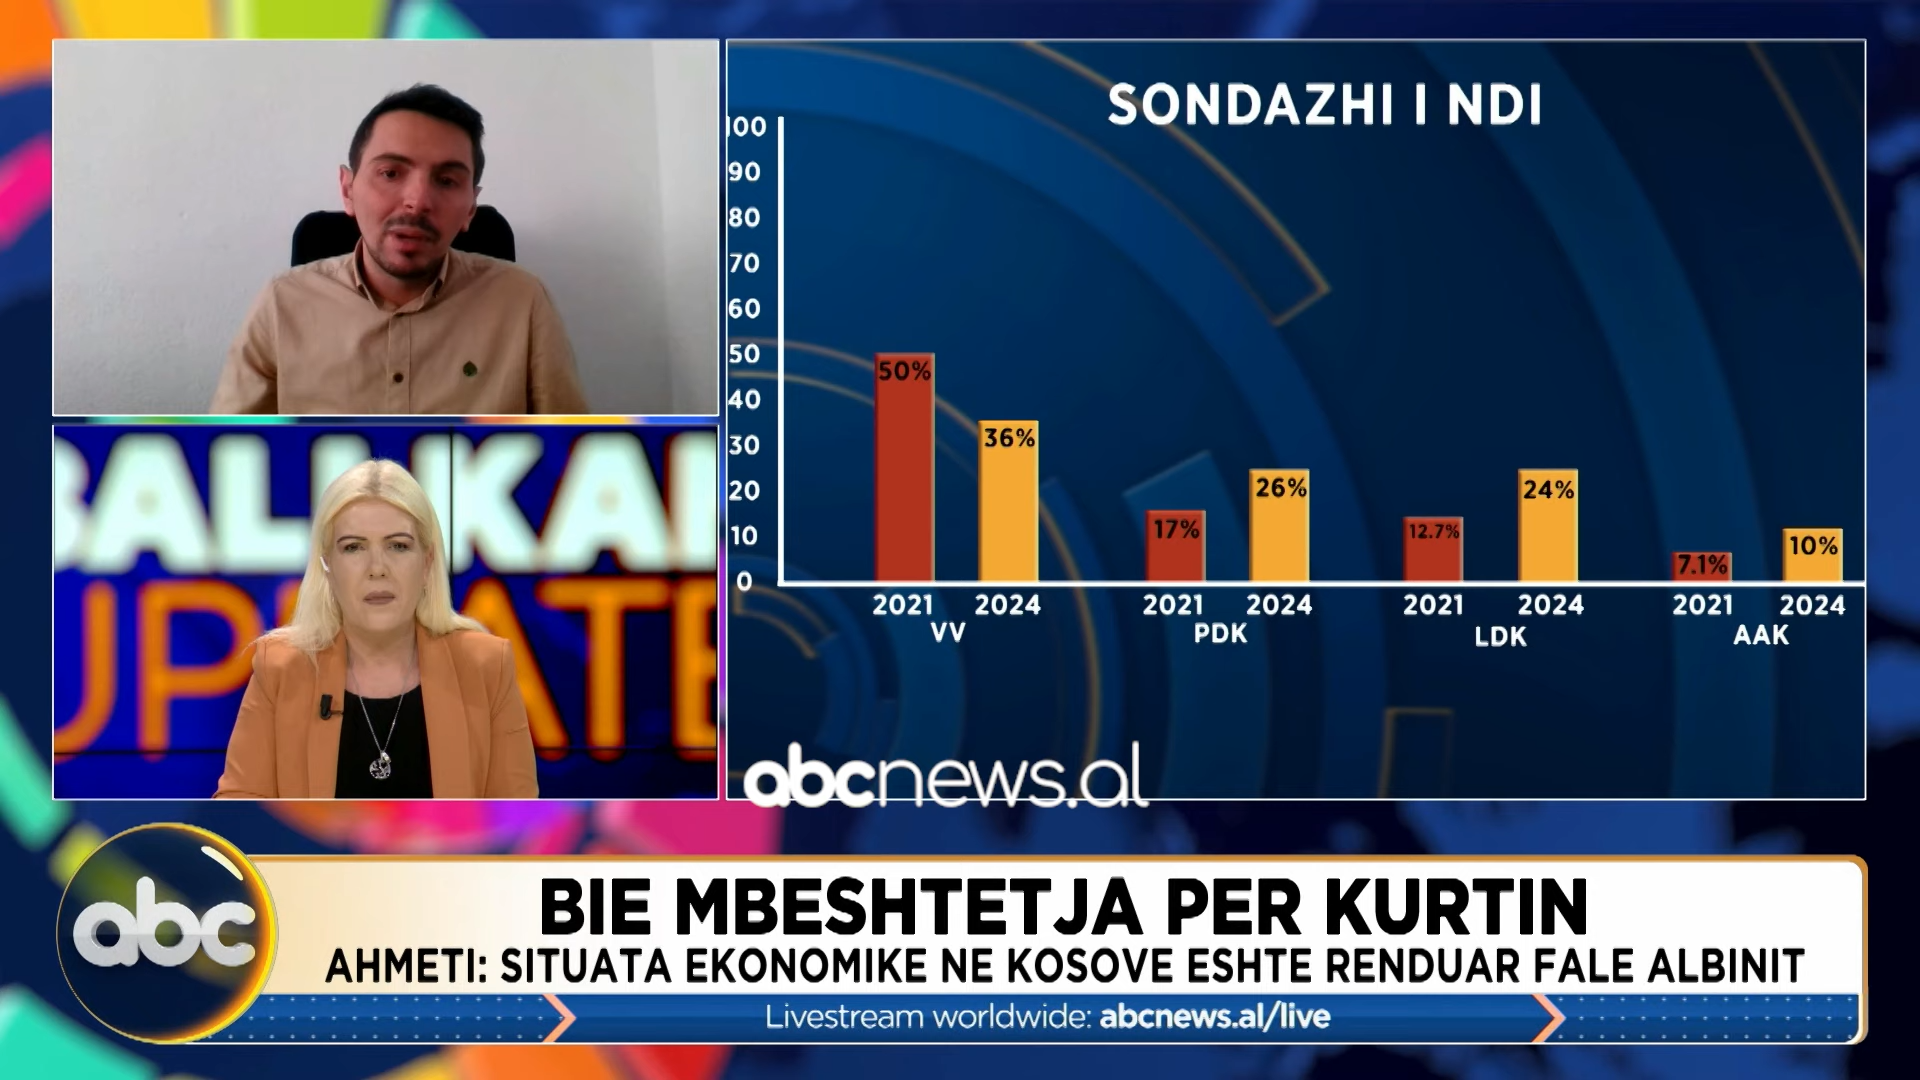 SONDAZHI I NDI
100
90
80
70
60
50
40
30
20
10
0
50%
36%
17%
26%
12.7%
24%
7.1%
10%
2021 2024
VV
2021 2024
PDK
2021 2024
LDK
2021 2024
AAK
BALLKAN
UPDATE
abcnews.al
abc
BIE MBESHTETJA PER KURTIN
AHMETI: SITUATA EKONOMIKE NE KOSOVE ESHTE RENDUAR FALE ALBINIT
Livestream worldwide: abcnews.al/live